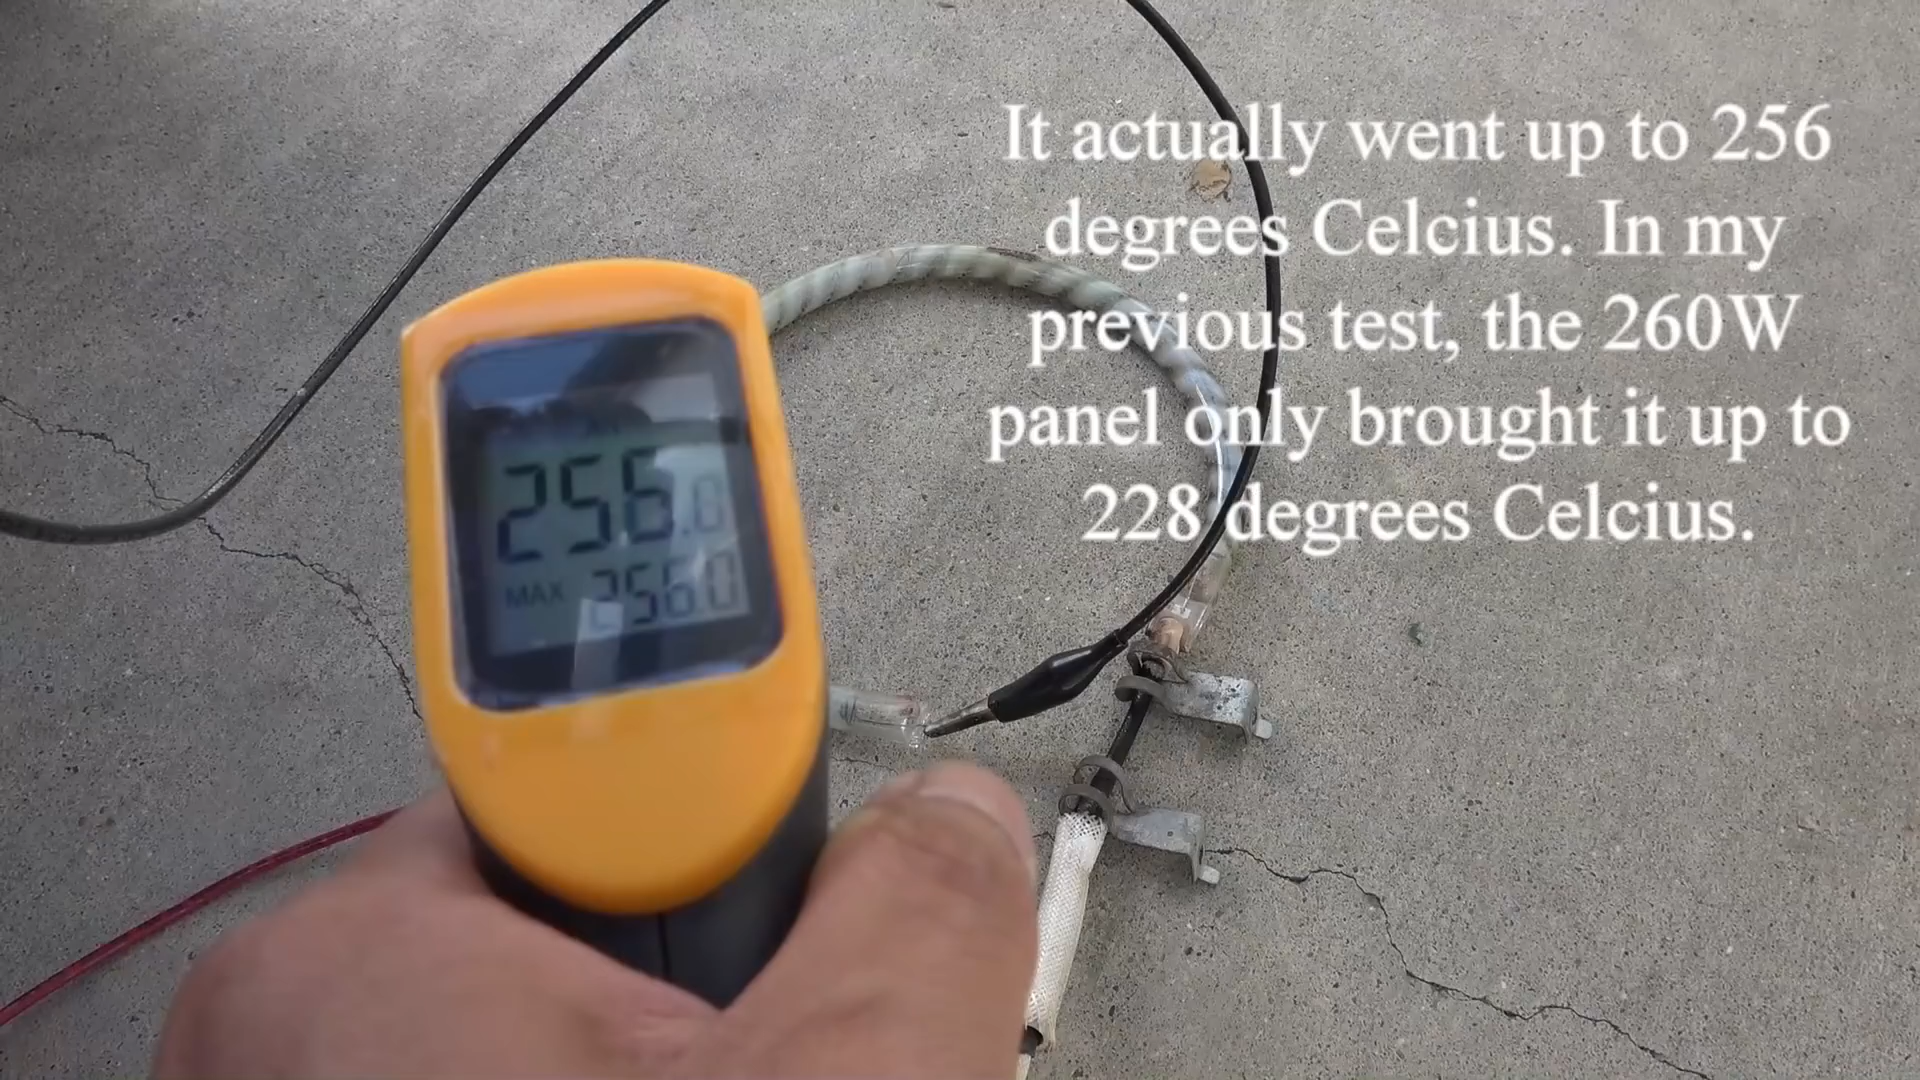 It actually went up to 256
degrees Celcius. In my
previous test, the 260W
panel only brought it up to
228 degrees Celcius.
256.0
MAX 256.0